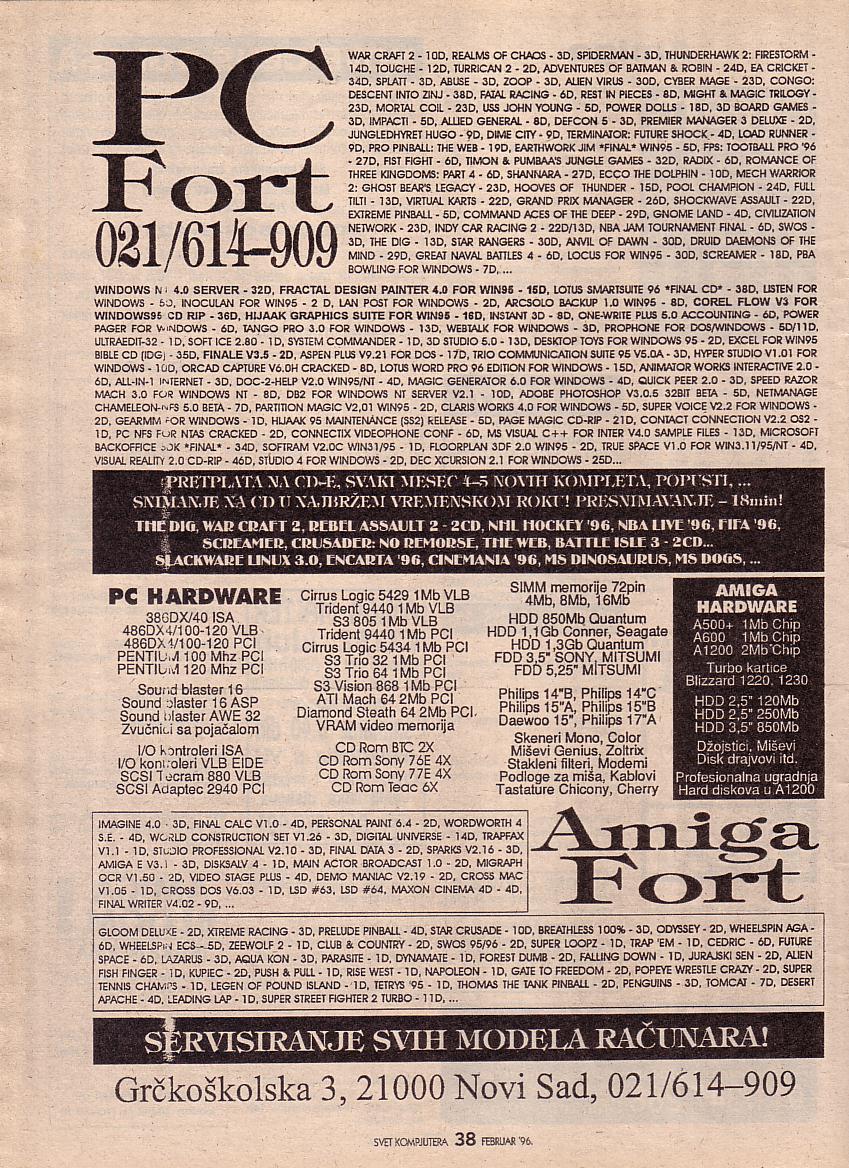 PC
Fort
021/614–909
WAR CRAFT 2 - 10D, REALMS OF CHAOS - 3D, SPIDERMAN - 3D, THUNDERHAWK 2: FIRESTORM -
14D, TOUCHE - 12D, TURRICAN 2 - 2D, ADVENTURES OF BATMAN & ROBIN - 24D, EA CRICKET -
34D, SPLATT - 3D, ABUSE - 3D, ZOOP - 3D, ALIEN VIRUS - 30D, CYBER MAGE - 23D, CONGO:
DESCENT INTO ZINJ - 38D, FATAL RACING - 6D, REST IN PIECES - 8D, MIGHT & MAGIC TRILOGY -
23D, MORTAL COIL - 23D, USS JOHN YOUNG - 5D, POWER DOLLS - 18D, 3D BOARD GAMES -
3D, IMPACTI - 5D, ALLIED GENERAL - 8D, DEFCON 5 - 3D, PREMIER MANAGER 3 DELUXE - 2D,
JUNGLEDHYRET HUGO - 9D, DIME CITY - 9D, TERMINATOR: FUTURE SHOCK - 4D, LOAD RUNNER -
9D, PRO PINBALL: THE WEB - 19D, EARTHWORK JIM *FINAL* WIN95 - 5D, FPS: TOOTBALL PRO '96
- 27D, FIST FIGHT - 6D, TIMON & PUMBAA'S JUNGLE GAMES - 32D, RADIX - 6D, ROMANCE OF
THREE KINGDOMS: PART 4 - 6D, SHANNARA - 27D, ECCO THE DOLPHIN - 10D, MECH WARRIOR
2: GHOST BEAR'S LEGACY - 23D, HOOVES OF THUNDER - 15D, POOL CHAMPION - 24D, FULL
TILTI - 13D, VIRTUAL KARTS - 22D, GRAND PRIX MANAGER - 26D, SHOCKWAVE ASSAULT - 22D,
EXTREME PINBALL - 5D, COMMAND ACES OF THE DEEP - 29D, GNOME LAND - 4D, CIVILIZATION
NETWORK - 23D, INDY CAR RACING 2 - 22D/13D, NBA JAM TOURNAMENT FINAL - 6D, SWOS -
3D, THE DIG - 13D, STAR RANGERS - 30D, ANVIL OF DAWN - 30D, DRUID DAEMONS OF THE
MIND - 29D, GREAT NAVAL BATTLES 4 - 6D, LOCUS FOR WIN95 - 30D, SCREAMER - 18D, PBA
BOWLING FOR WINDOWS - 7D, ...
WINDOWS NT 4.0 SERVER - 32D, FRACTAL DESIGN PAINTER 4.0 FOR WIN95 - 15D, LOTUS SMARTSUITE 96 *FINAL CD* - 38D, LISTEN FOR
WINDOWS - D, INOCULAN FOR WIN95 - 2 D, LAN POST FOR WINDOWS - 2D, ARCSOLO BACKUP 1.0 WIN95 - 8D, COREL FLOW V3 FOR
WINDOWS95 CD RIP - 36D, HIJAAK GRAPHICS SUITE FOR WIN95 - 16D, INSTANT 3D - 8D, ONE-WRITE PLUS 5.0 ACCOUNTING - 6D, POWER
PAGER FOR WINDOWS - 6D, TANGO PRO 3.0 FOR WINDOWS - 13D, WEBTALK FOR WINDOWS - 3D, PROPHONE FOR DOS/WINDOWS - 5D/11D,
ULTRAEDIT-32 - 1D, SOFT ICE 2.80 - 1D, SYSTEM COMMANDER - 1D, 3D STUDIO 5.0 - 13D, DESKTOP TOYS FOR WINDOWS 95 - 2D, EXCEL FOR WIN95
BIBLE CD (IDG) - 35D, FINALE V3.5 - 2D, ASPEN PLUS V9.21 FOR DOS - 17D, TRIO COMMUNICATION SUITE 95 V5.0A - 3D, HYPER STUDIO V1.01 FOR
WINDOWS - 10D, ORCAD CAPTURE V6.0H CRACKED - 8D, LOTUS WORD PRO 96 EDITION FOR WINDOWS - 15D, ANIMATOR WORKS INTERACTIVE 2.0 -
6D, ALL-IN-1 INTERNET - 3D, DOC-2-HELP V2.0 WIN95/NT - 4D, MAGIC GENERATOR 6.0 FOR WINDOWS - 4D, QUICK PEER 2.0 - 3D, SPEED RAZOR
MACH 3.0 FOR WINDOWS NT - 8D, DB2 FOR WINDOWS NT SERVER V2.1 - 10D, ADOBE PHOTOSHOP V3.0.5 32BIT BETA - 5D, NETMANAGE
CHAMELEON-NFS 5.0 BETA - 7D, PARTITION MAGIC V2,01 WIN95 - 2D, CLARIS WORKS 4.0 FOR WINDOWS - 5D, SUPER VOICE V2.2 FOR WINDOWS -
2D, GEARMM FOR WINDOWS - 1D, HIJAAK 95 MAINTENANCE (SS2) RELEASE - 5D, PAGE MAGIC CD-RIP - 21D, CONTACT CONNECTION V2.2 OS2 -
1D, PC NFS FOR NTAS CRACKED - 2D, CONNECTIX VIDEOPHONE CONF - 6D, MS VISUAL C++ FOR INTER V4.0 SAMPLE FILES - 13D, MICROSOFT
BACKOFFICE SDK *FINAL* - 34D, SOFTRAM V2.0C WIN31/95 - 1D, FLOORPLAN 3DF 2.0 WIN95 - 2D, TRUE SPACE V1.0 FOR WIN3.11/95/NT - 4D,
VISUAL REALITY 2.0 CD-RIP - 46D, STUDIO 4 FOR WINDOWS - 2D, DEC XCURSION 2.1 FOR WINDOWS - 25D...
PRETPLATA NA CD-E, SVAKI MESEC 4–5 NOVIH KOMPLETA, POPUSTI, ...
SNIMANJE NA CD U NAJBRŽEM VREMENSKOM ROKU! PRESNIMAVANJE – 18min!
THE DIG, WAR CRAFT 2, REBEL ASSAULT 2 - 2CD, NHL HOCKEY '96, NBA LIVE '96, FIFA '96,
SCREAMER, CRUSADER: NO REMORSE, THE WEB, BATTLE ISLE 3 - 2CD...
SLACKWARE LINUX 3.0, ENCARTA '96, CINEMANIA '96, MS DINOSAURUS, MS DOGS, ...
PC HARDWARE
386DX/40 ISA
486DX4/100-120 VLB
486DX4/100-120 PCI
PENTIUM 100 Mhz PCI
PENTIUM 120 Mhz PCI
Sound blaster 16
Sound blaster 16 ASP
Sound blaster AWE 32
Zvučnici sa pojačalom
I/O kontroleri ISA
I/O kontroleri VLB EIDE
SCSI Tecram 880 VLB
SCSI Adaptec 2940 PCI
Cirrus Logic 5429 1Mb VLB
Trident 9440 1Mb VLB
S3 805 1Mb VLB
Trident 9440 1Mb PCI
Cirrus Logic 5434 1Mb PCI
S3 Trio 32 1Mb PCI
S3 Trio 64 1Mb PCI
S3 Vision 868 1Mb PCI
ATI Mach 64 2Mb PCI
Diamond Steath 64 2Mb PCI
VRAM video memorija
CD Rom BTC 2X
CD Rom Sony 76E 4X
CD Rom Sony 77E 4X
CD Rom Teac 6X
SIMM memorije 72pin
4Mb, 8Mb, 16Mb
HDD 850Mb Quantum
HDD 1,1Gb Conner, Seagate
HDD 1,3Gb Quantum
FDD 3,5" SONY, MITSUMI
FDD 5,25" MITSUMI
Philips 14"B, Philips 14"C
Philips 15"A, Philips 15"B
Daewoo 15", Philips 17"A
Skeneri Mono, Color
Miševi Genius, Zoltrix
Stakleni filteri, Modemi
Podloge za miša, Kablovi
Tastature Chicony, Cherry
AMIGA
HARDWARE
A500+ 1Mb Chip
A600 1Mb Chip
A1200 2Mb Chip
Turbo kartice
Blizzard 1220, 1230
HDD 2,5" 120Mb
HDD 2,5" 250Mb
HDD 3,5" 850Mb
Džojstici, Miševi
Disk drajvovi itd.
Profesionalna ugradnja
Hard diskova u A1200
IMAGINE 4.0 - 3D, FINAL CALC V1.0 - 4D, PERSONAL PAINT 6.4 - 2D, WORDWORTH 4
S.E. - 4D, WORLD CONSTRUCTION SET V1.26 - 3D, DIGITAL UNIVERSE - 14D, TRAPFAX
V1.1 - 1D, STUDIO PROFESSIONAL V2.10 - 3D, FINAL DATA 3 - 2D, SPARKS V2.16 - 3D,
AMIGA E V3.1 - 3D, DISKSALV 4 - 1D, MAIN ACTOR BROADCAST 1.0 - 2D, MIGRAPH
OCR V1.50 - 2D, VIDEO STAGE PLUS - 4D, DEMO MANIAC V2.19 - 2D, CROSS MAC
V1.05 - 1D, CROSS DOS V6.03 - 1D, LSD #63, LSD #64, MAXON CINEMA 4D - 4D,
FINAL WRITER V4.02 - 9D, ...
Amiga
Fort
GLOOM DELUXE - 2D, XTREME RACING - 3D, PRELUDE PINBALL - 4D, STAR CRUSADE - 10D, BREATHLESS 100% - 3D, ODYSSEY - 2D, WHEELSPIN AGA -
6D, WHEELSPIN ECS - 5D, ZEEWOLF 2 - 1D, CLUB & COUNTRY - 2D, SWOS 95/96 - 2D, SUPER LOOPZ - 1D, TRAP 'EM - 1D, CEDRIC - 6D, FUTURE
SPACE - 6D, LAZARUS - 3D, AQUA KON - 3D, PARASITE - 1D, DYNAMATE - 1D, FOREST DUMB - 2D, FALLING DOWN - 1D, JURAJSKI SEN - 2D, ALIEN
FISH FINGER - 1D, KUPIEC - 2D, PUSH & PULL - 1D, RISE WEST - 1D, NAPOLEON - 1D, GATE TO FREEDOM - 2D, POPEYE WRESTLE CRAZY - 2D, SUPER
TENNIS CHAMPS - 1D, LEGEN OF POUND ISLAND - 1D, TETRYS '95 - 1D, THOMAS THE TANK PINBALL - 2D, PENGUINS - 3D, TOMCAT - 7D, DESERT
APACHE - 4D, LEADING LAP - 1D, SUPER STREET FIGHTER 2 TURBO - 11D, ...
SERVISIRANJE SVIH MODELA RAČUNARA!
Grčkoškolska 3, 21000 Novi Sad, 021/614–909
SVET KOMPJUTERA 38 FEBRUAR '96.